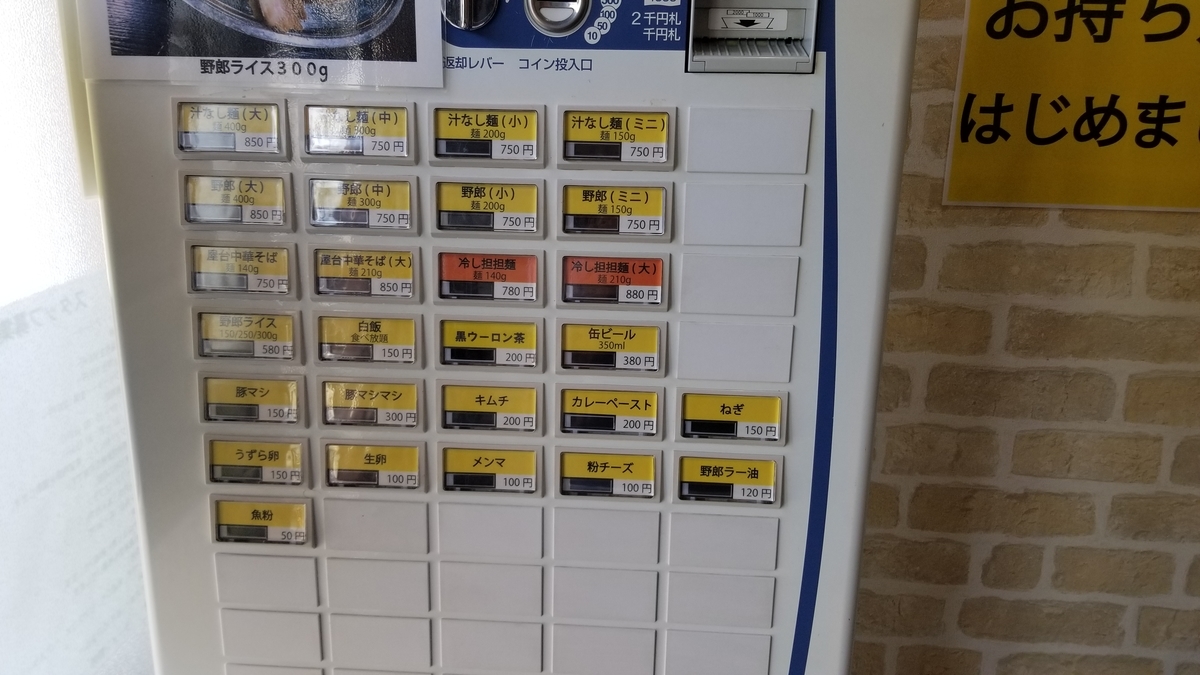 野郎ライス300g
500
100
50
10
2千円札
千円札
返却レバー コイン投入口
お持ち
はじめま
汁なし麺(大)
麺400g
850円
汁なし麺(中)
麺300g
750円
汁なし麺(小)
麺200g
750円
汁なし麺(ミニ)
麺150g
750円
野郎(大)
麺400g
850円
野郎(中)
麺300g
750円
野郎(小)
麺200g
750円
野郎(ミニ)
麺150g
750円
屋台中華そば
麺140g
750円
屋台中華そば(大)
麺210g
850円
冷し担担麺
麺140g
780円
冷し担担麺(大)
麺210g
880円
野郎ライス
150/250/300g
580円
白飯
食べ放題
150円
黒ウーロン茶
200円
缶ビール
350ml
380円
豚マシ
150円
豚マシマシ
300円
キムチ
200円
カレーペースト
200円
ねぎ
150円
うずら卵
150円
生卵
100円
メンマ
100円
粉チーズ
100円
野郎ラー油
120円
魚粉
50円